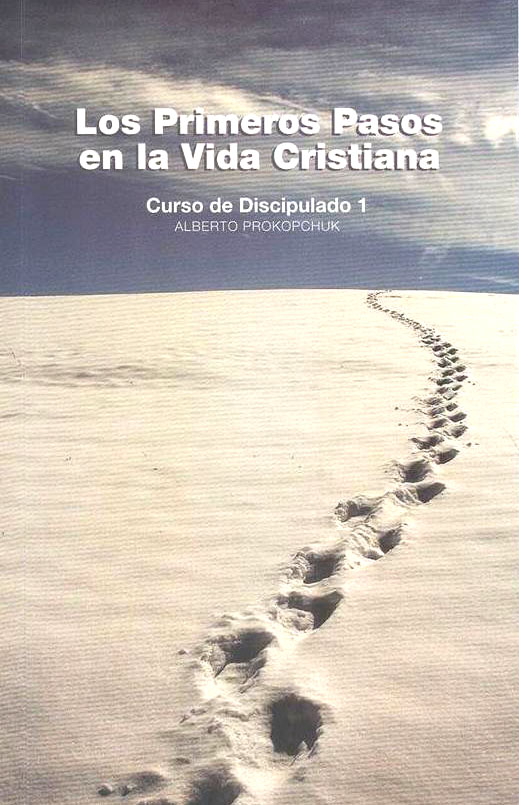 Los Primeros Pasos
en la Vida Cristiana
Curso de Discipulado 1
ALBERTO PROKOPCHUK